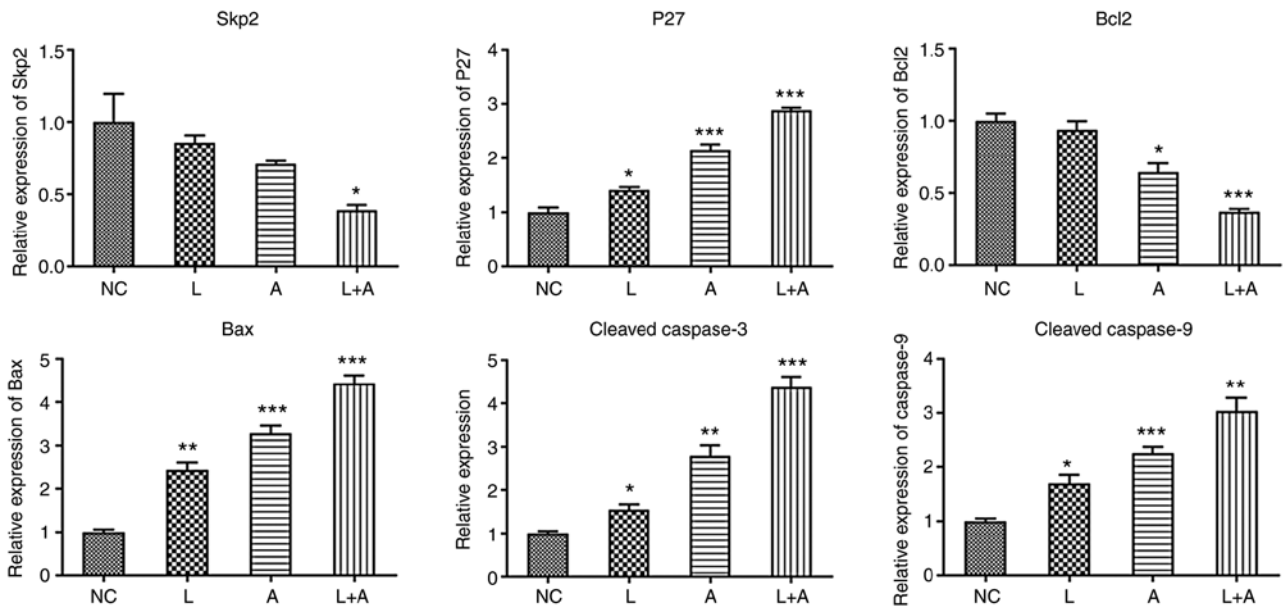 Skp2
Relative expression of Skp2
1.5
1.0
0.5
0.0
*
NC L A L+A
P27
Relative expression of P27
4
3
2
1
0
*
***
***
NC L A L+A
Bcl2
Relative expression of Bcl2
1.5
1.0
0.5
0.0
*
***
NC L A L+A
Bax
Relative expression of Bax
5
4
3
2
1
0
**
***
***
NC L A L+A
Cleaved caspase-3
Relative expression
5
4
3
2
1
0
*
**
***
NC L A L+A
Cleaved caspase-9
Relative expression of caspase-9
4
3
2
1
0
*
***
**
NC L A L+A